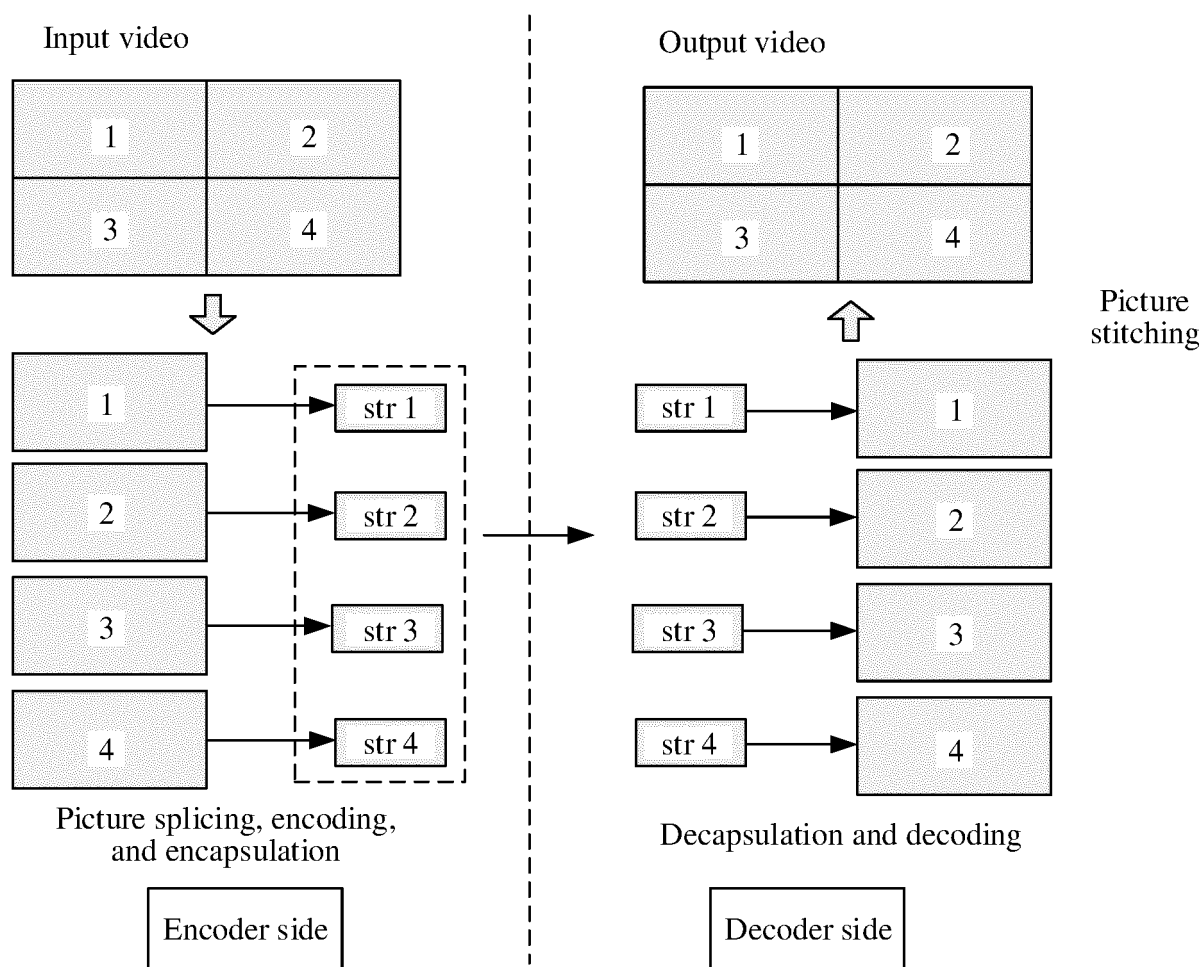 Input video
1
2
3
4
1
str 1
2
str 2
3
str 3
4
str 4
Picture splicing, encoding,
and encapsulation
Encoder side
Output video
1
2
3
4
Picture
stitching
str 1
1
str 2
2
str 3
3
str 4
4
Decapsulation and decoding
Decoder side